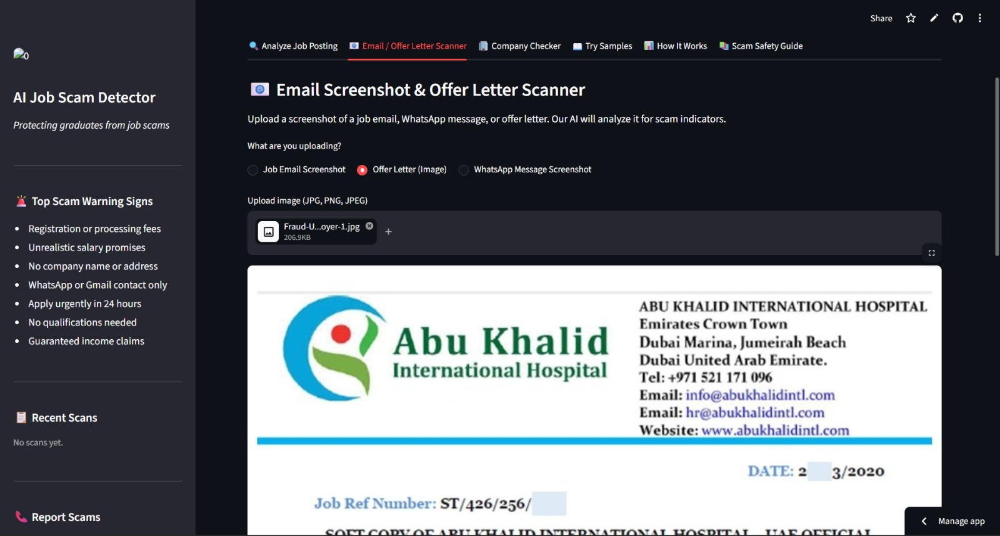 Share
0
AI Job Scam Detector
Protecting graduates from job scams
Top Scam Warning Signs
Registration or processing fees
Unrealistic salary promises
No company name or address
WhatsApp or Gmail contact only
Apply urgently in 24 hours
No qualifications needed
Guaranteed income claims
Recent Scans
No scans yet.
Report Scams
Analyze Job Posting Email / Offer Letter Scanner Company Checker Try Samples How It Works Scam Safety Guide
Email Screenshot & Offer Letter Scanner
Upload a screenshot of a job email, WhatsApp message, or offer letter. Our AI will analyze it for scam indicators.
What are you uploading?
Job Email Screenshot Offer Letter (Image) WhatsApp Message Screenshot
Upload image (JPG, PNG, JPEG)
Fraud-U...oyer-1.jpg
206.9KB
Abu Khalid
International Hospital
ABU KHALID INTERNATIONAL HOSPITAL
Emirates Crown Town
Dubai Marina, Jumeirah Beach
Dubai United Arab Emirate.
Tel: +971 521 171 096
Email: info@abukhalidintl.com
Email: hr@abukhalidintl.com
Website: www.abukhalidintl.com
DATE: 2 3/2020
Job Ref Number: ST/426/256/
SOFT COPY OF ABU KHALID INTERNATIONAL HOSPITAL - UAE OFFICIAL
Manage app